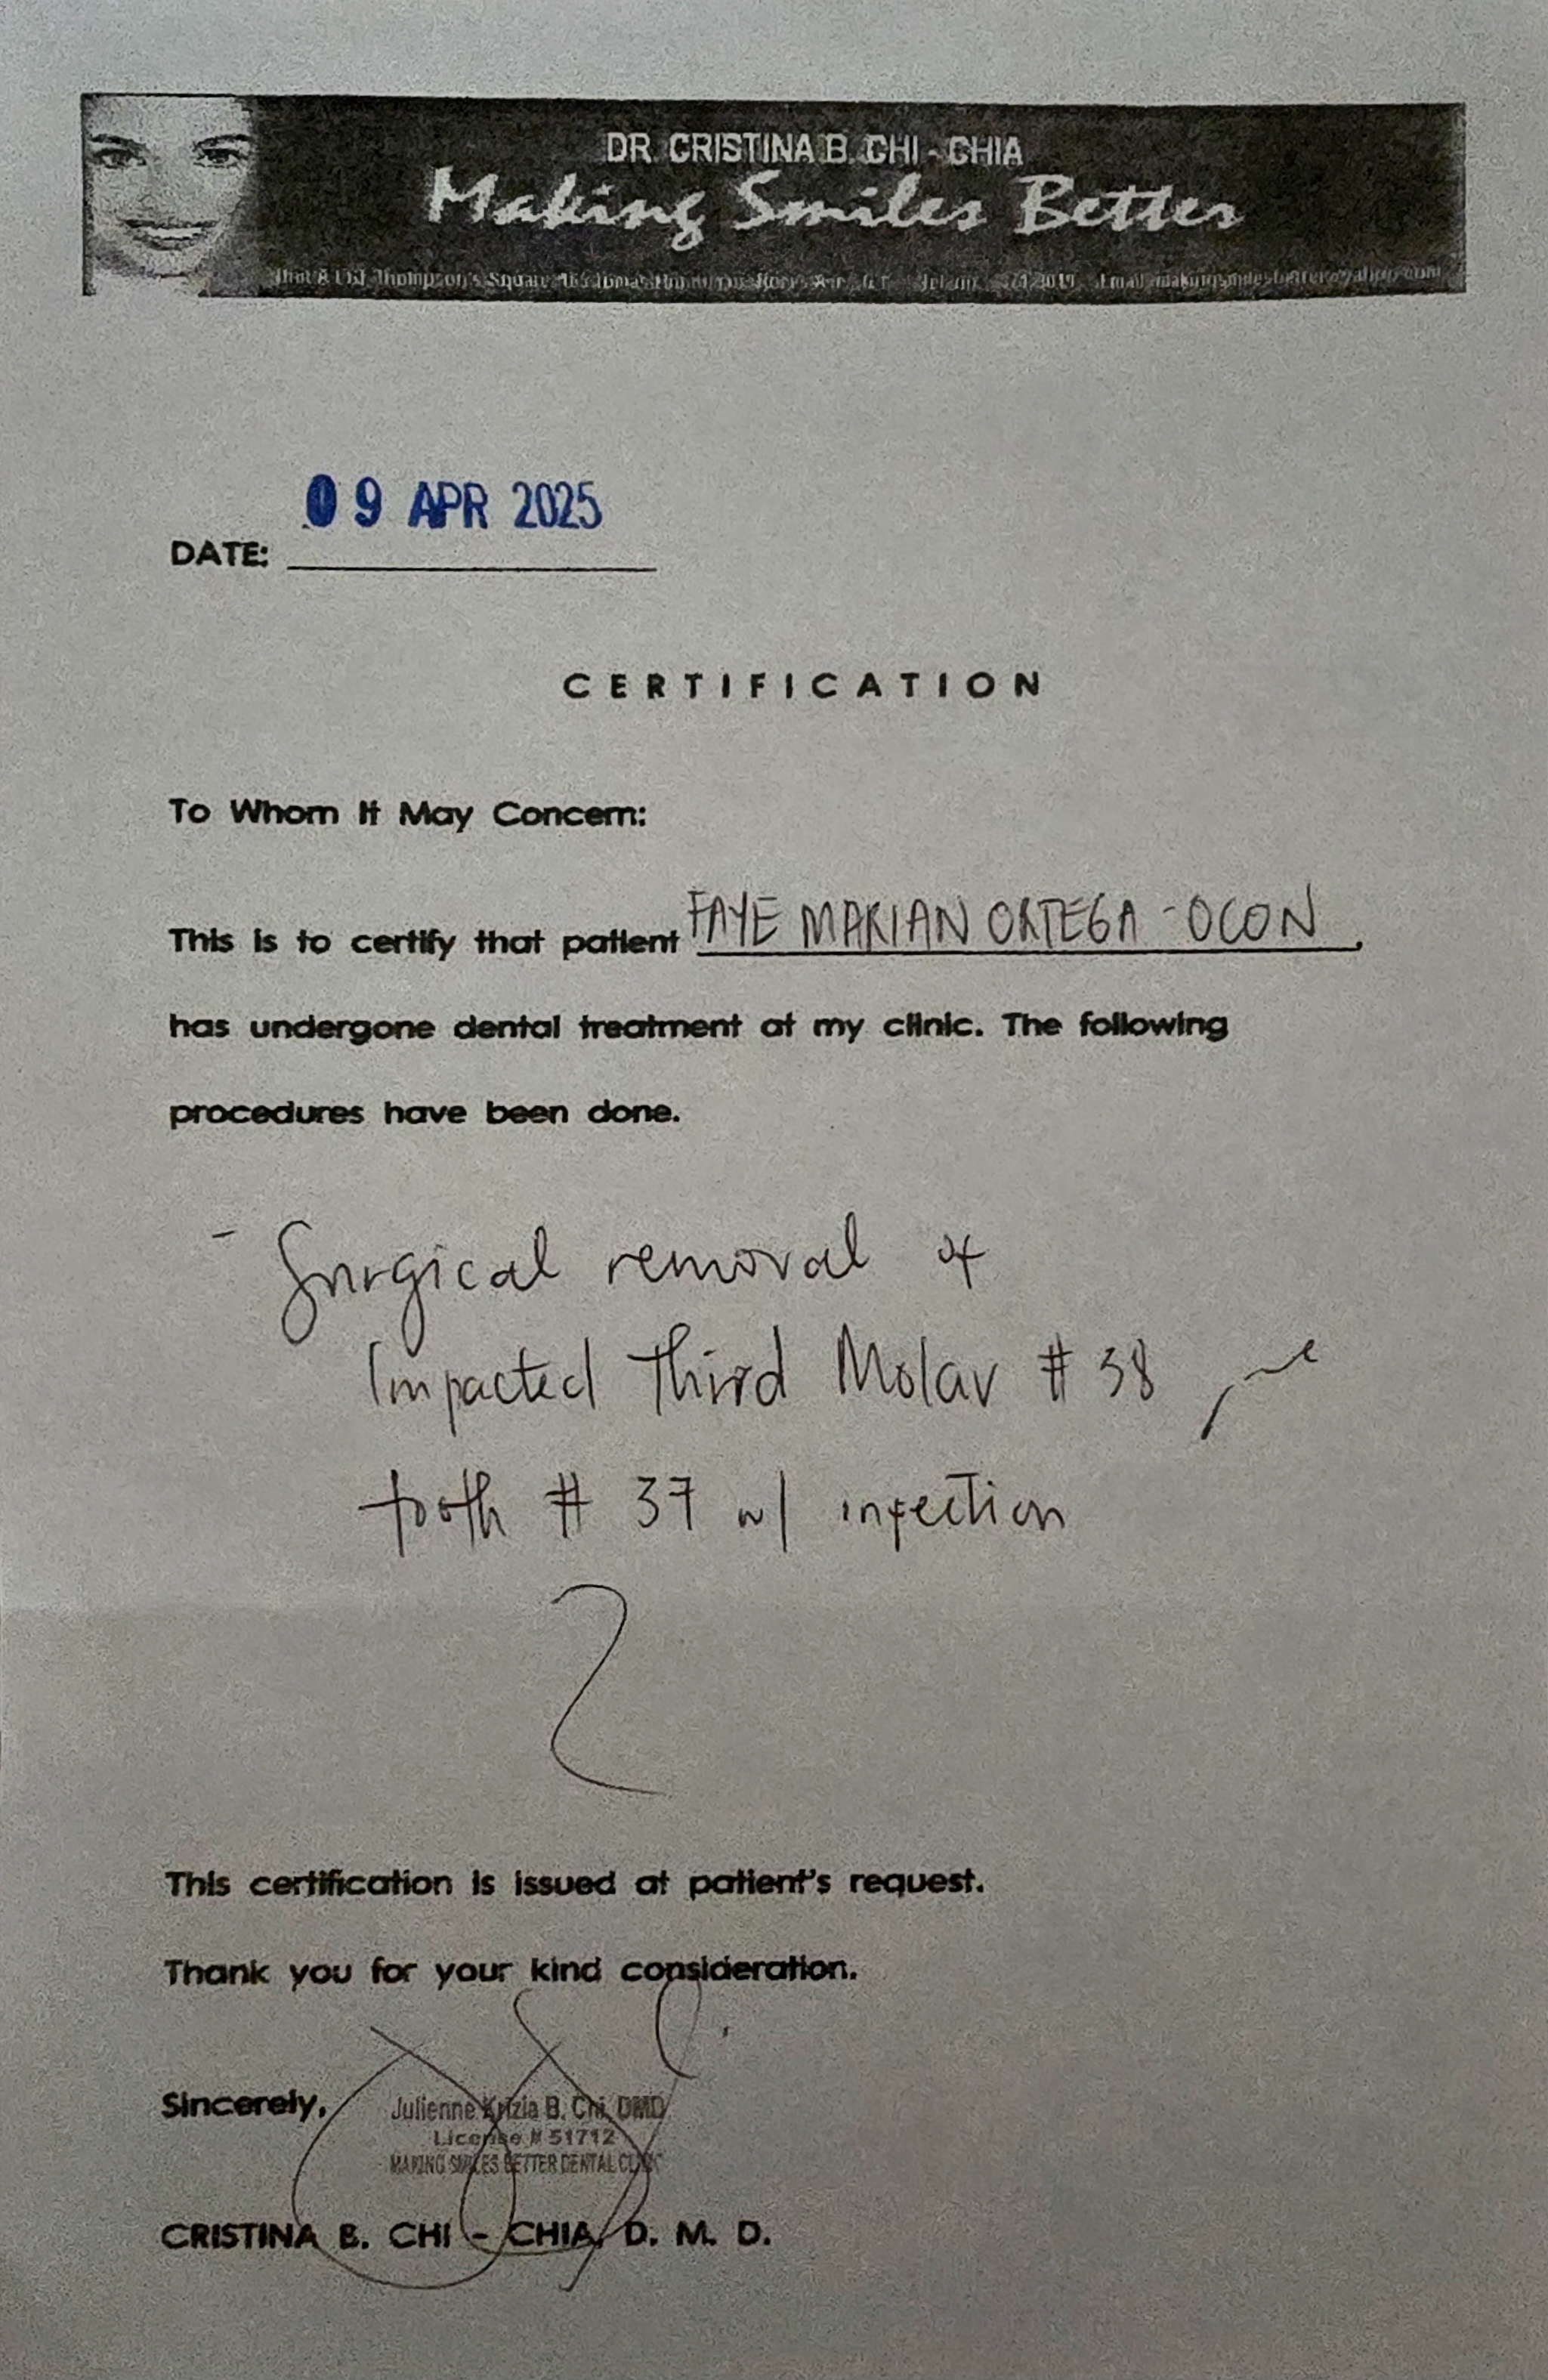 DR. CRISTINA B. CHI - CHIA
Making Smiles Better
Thompson's Square
09 APR 2025
DATE:
CERTIFICATION
To Whom It May Concern:
This is to certify that patient FAYE MARIAN ORTEGA - OCON,
has undergone dental treatment at my clinic. The following
procedures have been done.
- Surgical removal of
Impacted Third Molar # 38
tooth # 37 w/ infection
This certification is issued at patient's request.
Thank you for your kind consideration.
Sincerely,
Julienne Krizia B. Chi, DMD
License # 51712
MAKING SMILES BETTER DENTAL CLINIC
CRISTINA B. CHI - CHIA, D. M. D.